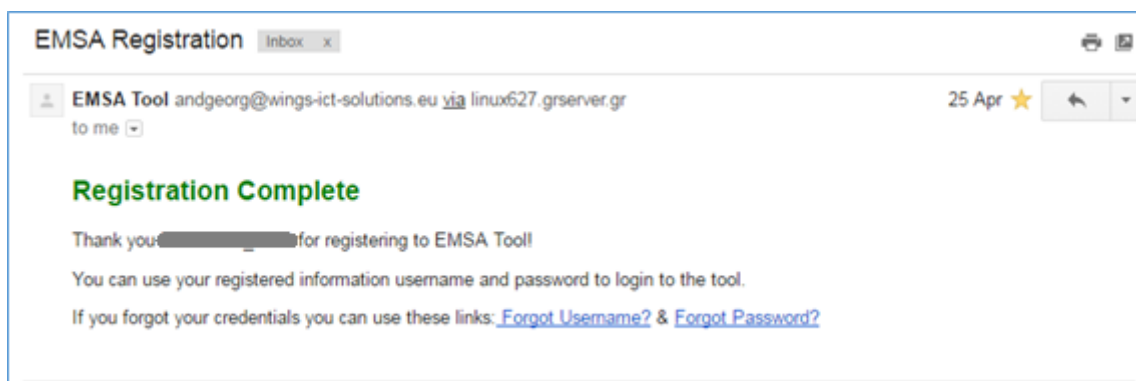 EMSA Registration Inbox x
EMSA Tool andgeorg@wings-ict-solutions.eu via linux627.grserver.gr 25 Apr
to me
Registration Complete
Thank you for registering to EMSA Tool!
You can use your registered information username and password to login to the tool.
If you forgot your credentials you can use these links: Forgot Username? & Forgot Password?